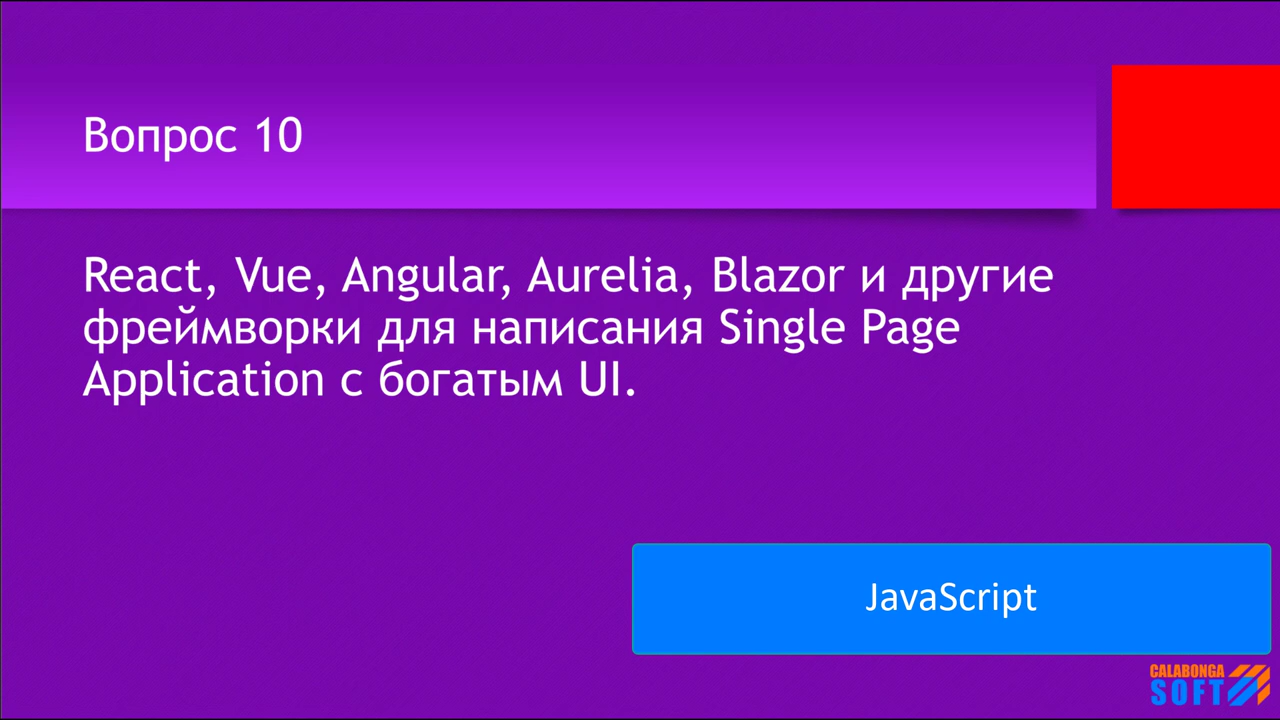 Вопрос 10
React, Vue, Angular, Aurelia, Blazor и другие
фреймворки для написания Single Page
Application с богатым UI.
JavaScript
CALABONGA
SOFT